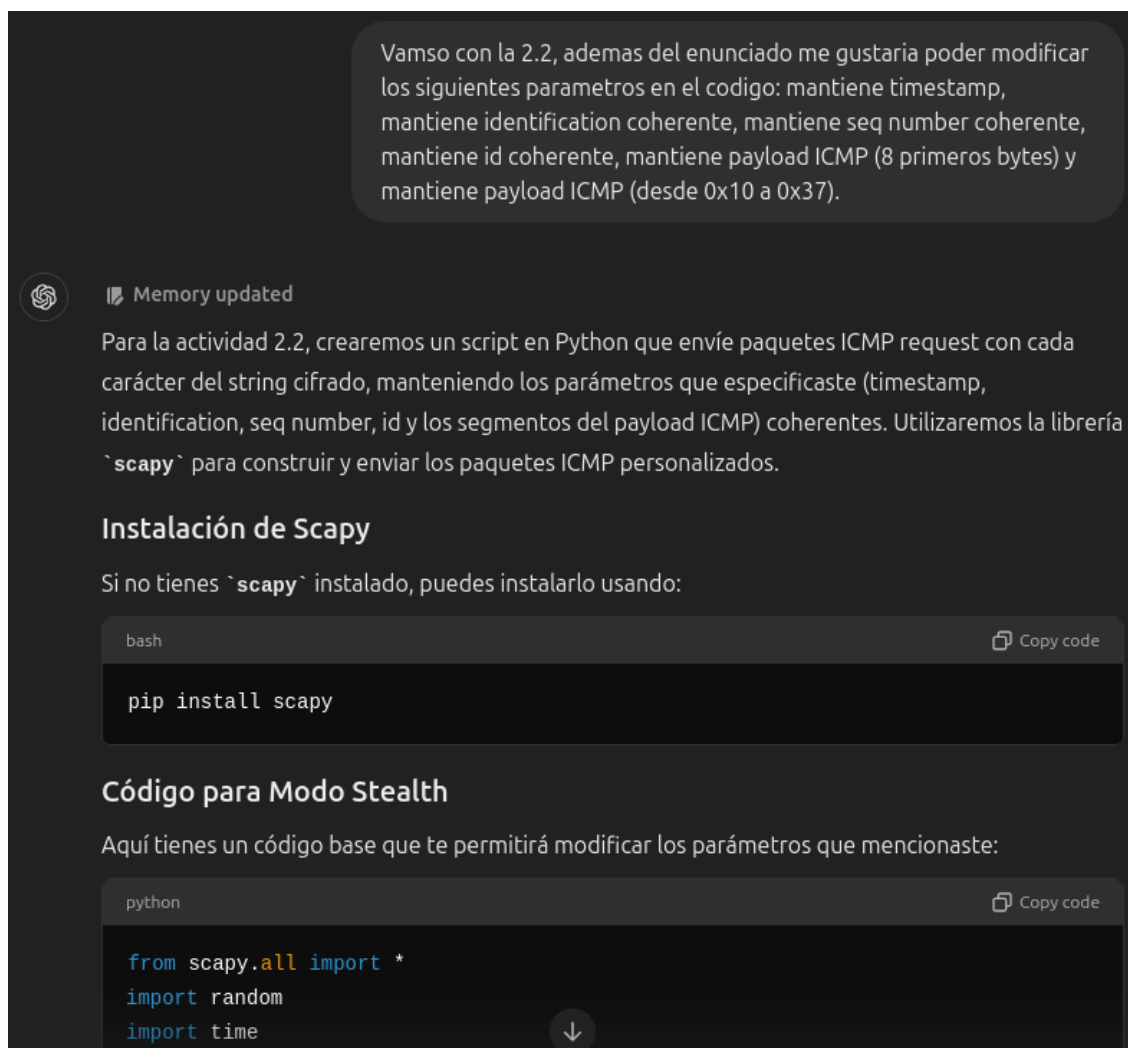 Vamso con la 2.2, ademas del enunciado me gustaria poder modificar
los siguientes parametros en el codigo: mantiene timestamp,
mantiene identification coherente, mantiene seq number coherente,
mantiene id coherente, mantiene payload ICMP (8 primeros bytes) y
mantiene payload ICMP (desde 0x10 a 0x37).
Memory updated
Para la actividad 2.2, crearemos un script en Python que envíe paquetes ICMP request con cada
carácter del string cifrado, manteniendo los parámetros que especificaste (timestamp,
identification, seq number, id y los segmentos del payload ICMP) coherentes. Utilizaremos la librería
`scapy` para construir y enviar los paquetes ICMP personalizados.
Instalación de Scapy
Si no tienes `scapy` instalado, puedes instalarlo usando:
bash Copy code
pip install scapy
Código para Modo Stealth
Aquí tienes un código base que te permitirá modificar los parámetros que mencionaste:
python Copy code
from scapy.all import *
import random
import time